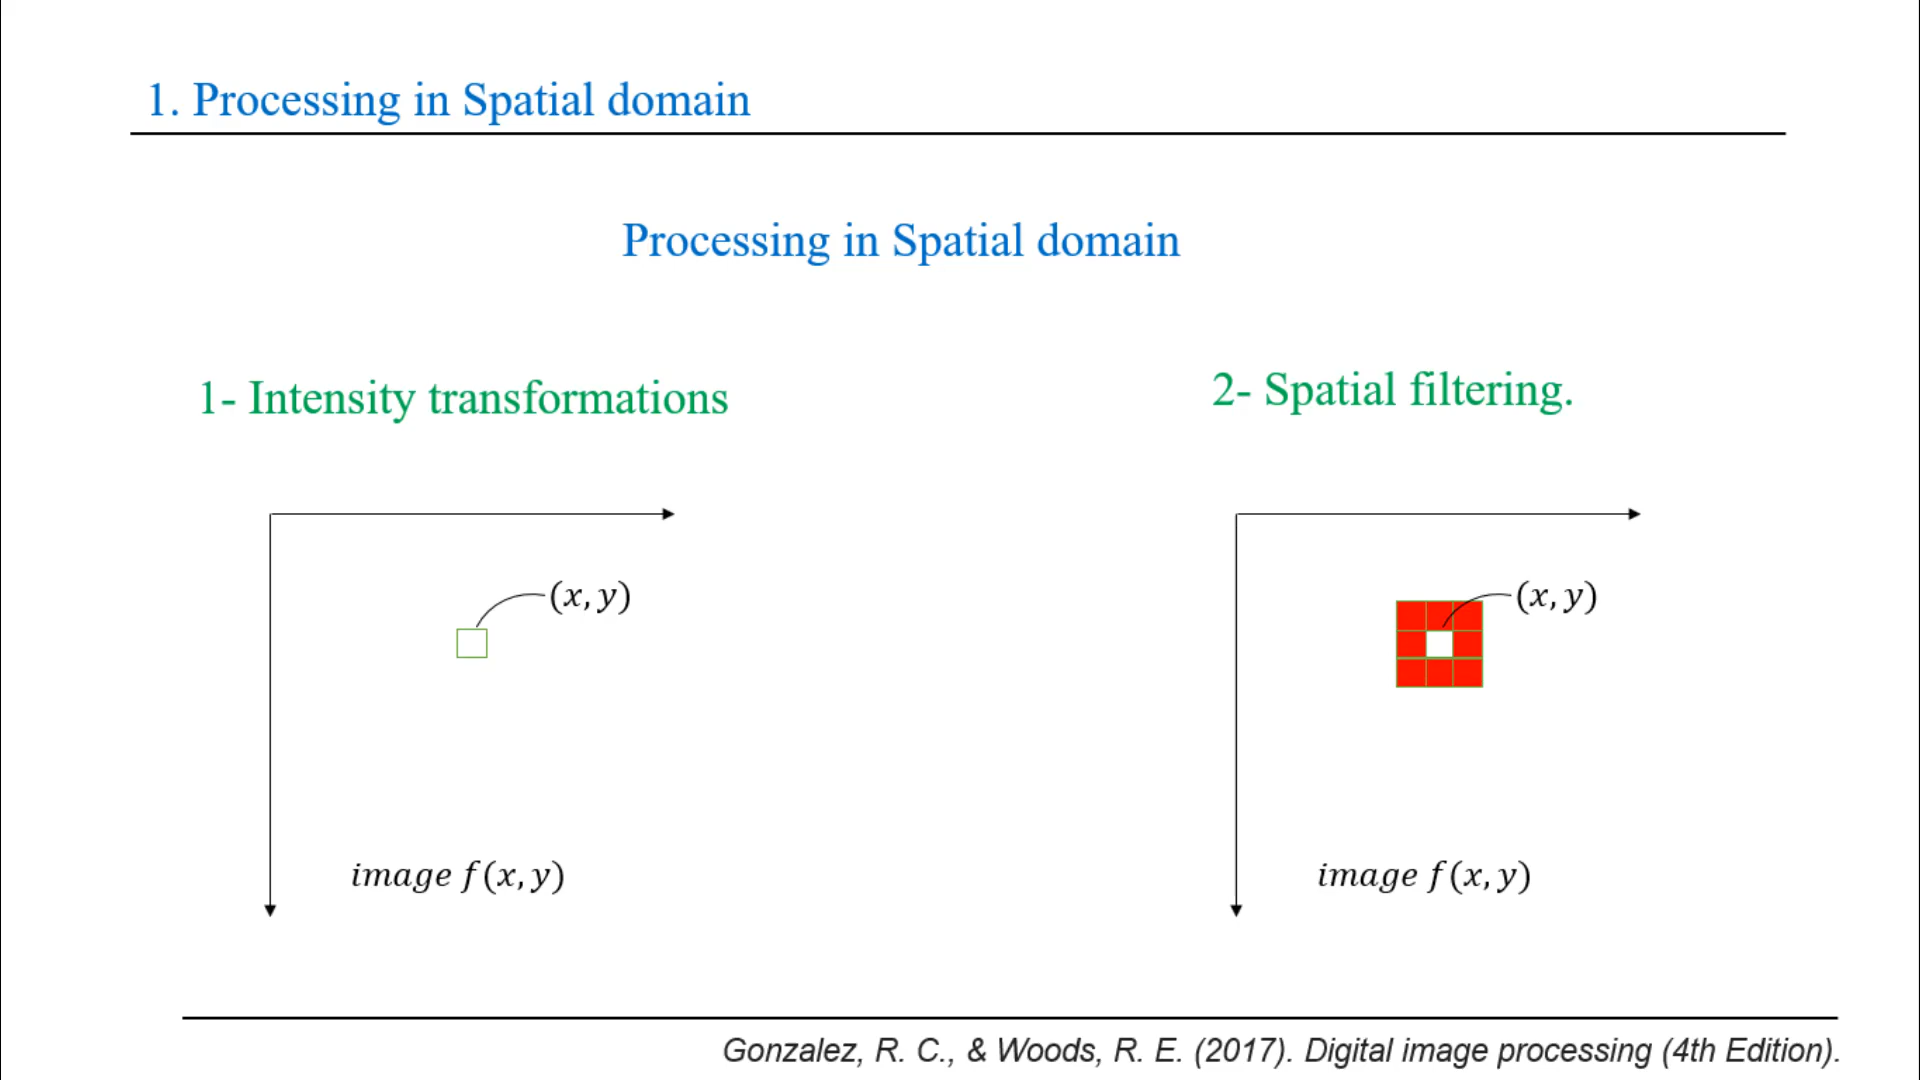 1. Processing in Spatial domain
Processing in Spatial domain
1- Intensity transformations
(x, y)
image f(x, y)
2- Spatial filtering.
(x, y)
image f(x, y)
Gonzalez, R. C., & Woods, R. E. (2017). Digital image processing (4th Edition).